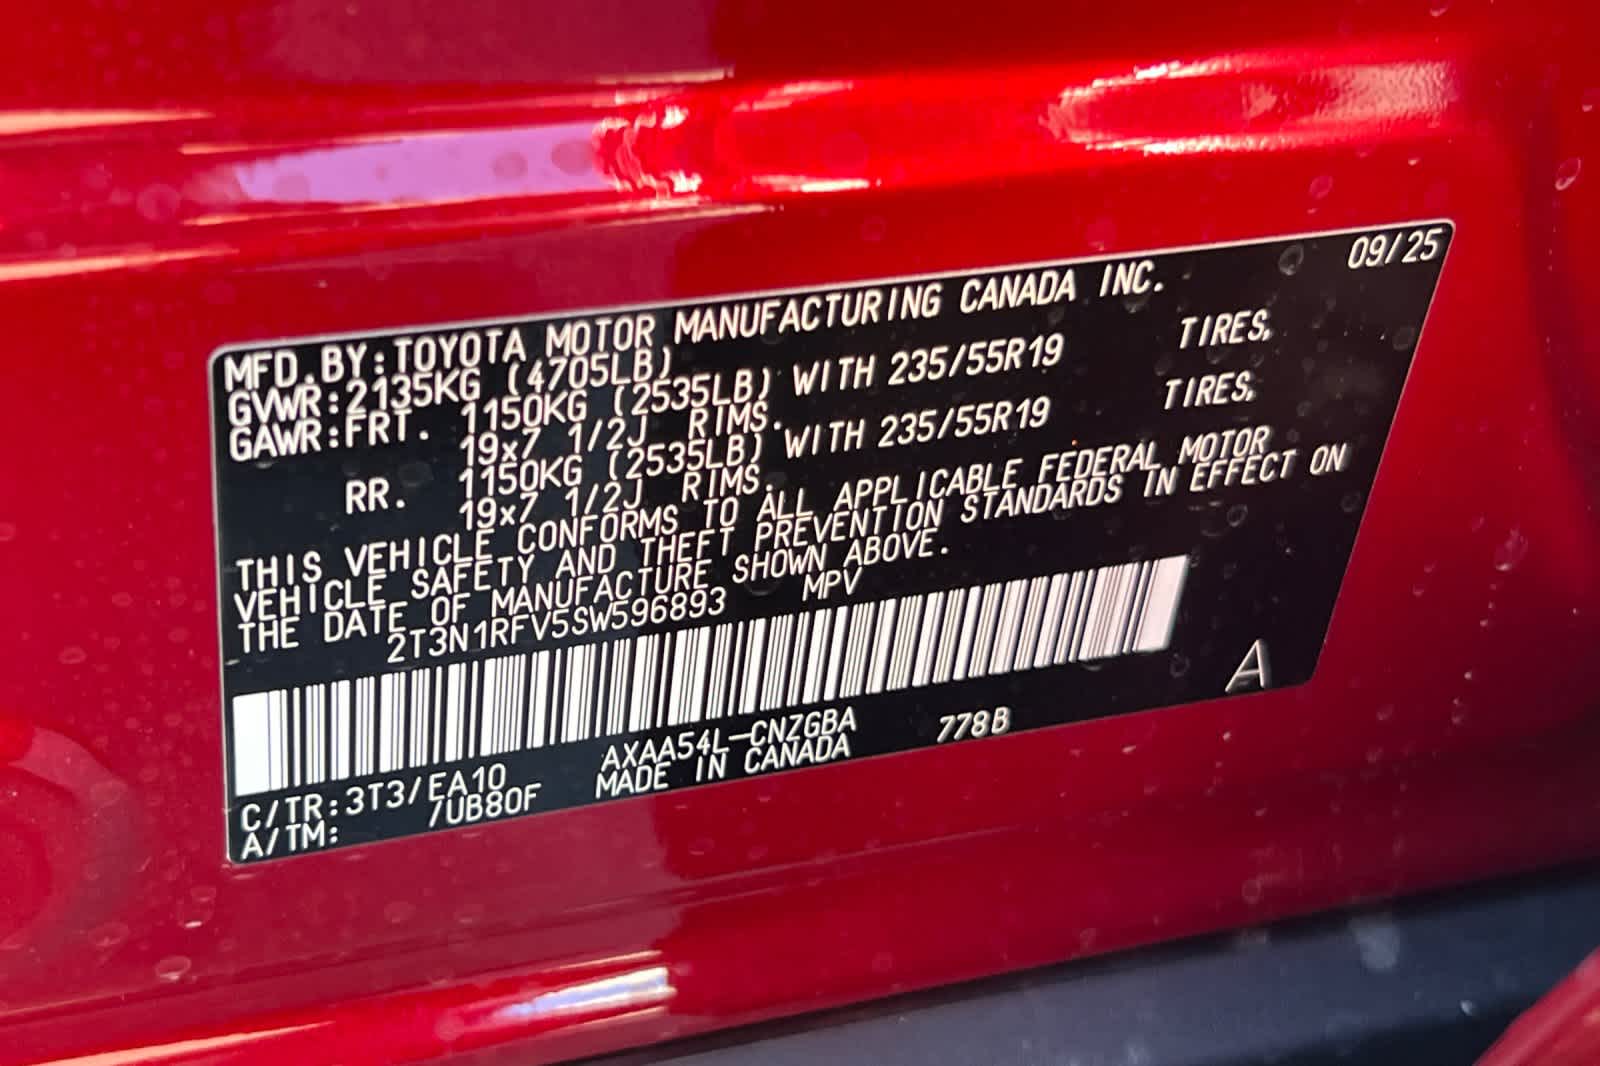 MFD.BY:TOYOTA MOTOR MANUFACTURING CANADA INC. 09/25
GVWR:2135KG (4705LB)
GAWR:FRT. 1150KG (2535LB) WITH 235/55R19 TIRES,
19x7 1/2J RIMS.
RR. 1150KG (2535LB) WITH 235/55R19 TIRES,
19x7 1/2J RIMS.
THIS VEHICLE CONFORMS TO ALL APPLICABLE FEDERAL MOTOR
VEHICLE SAFETY AND THEFT PREVENTION STANDARDS IN EFFECT ON
THE DATE OF MANUFACTURE SHOWN ABOVE.
2T3N1RFV5SW596893 MPV
A
C/TR:3T3/EA10 AXAA54L-CNZGBA 778B
A/TM: /UB80F MADE IN CANADA